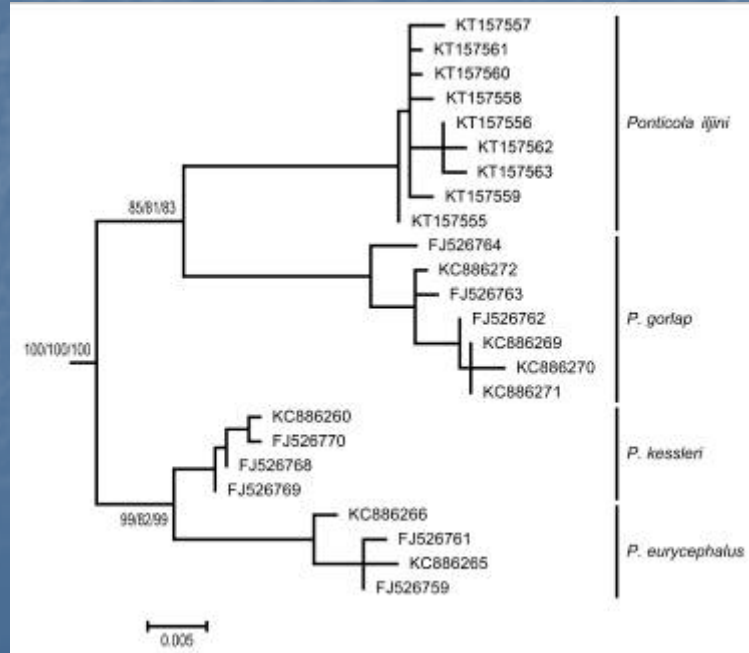 KT157557
KT157561
KT157560
KT157558
KT157556
KT157562
KT157563
KT157559
KT157555
Ponticola iljini
85/81/83
FJ526764
KC886272
FJ526763
FJ526762
KC886269
KC886270
KC886271
P. gorlap
100/100/100
KC886260
FJ526770
FJ526768
FJ526769
P. kessleri
99/82/99
KC886266
FJ526761
KC886265
FJ526759
P. eurycephalus
0.005